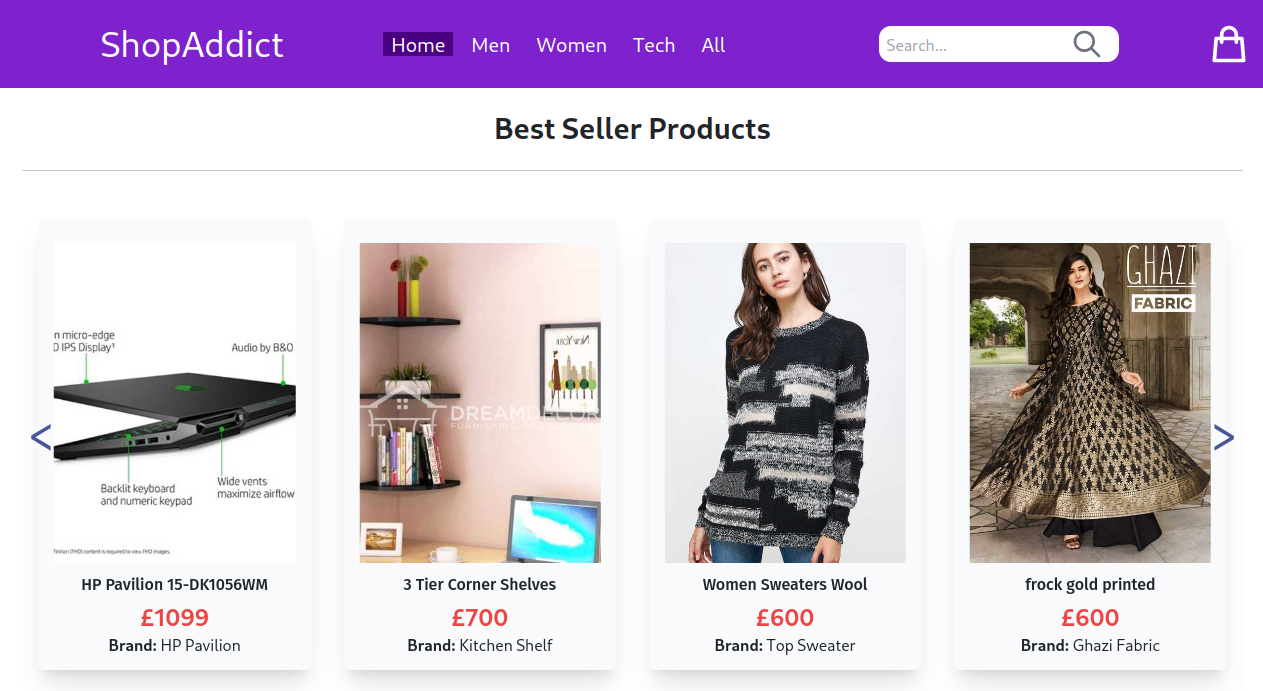 ShopAddict
Home
Men
Women
Tech
All
Search...
Best Seller Products
<
n micro-edge
D IPS Display¹
Audio by B&O
Backlit keyboard
and numeric keypad
Wide vents
maximize airflow
finition (FHD) content is required to view FHD images.
HP Pavilion 15-DK1056WM
£1099
Brand: HP Pavilion
NEW YORK
DREAMDECOR
3 Tier Corner Shelves
£700
Brand: Kitchen Shelf
Women Sweaters Wool
£600
Brand: Top Sweater
GHAZI
FABRIC
frock gold printed
£600
Brand: Ghazi Fabric
>